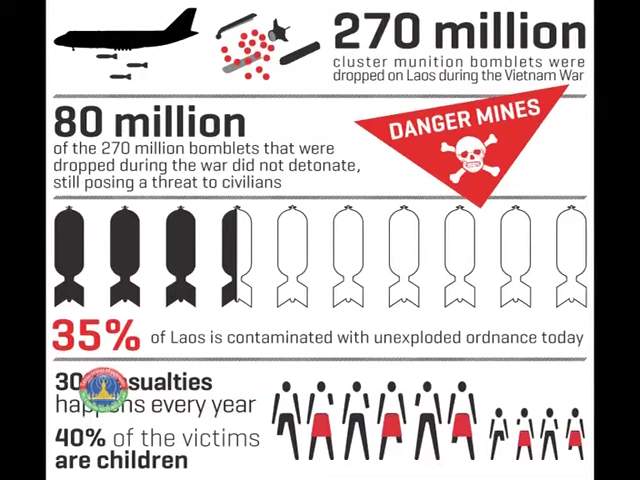 270 million
cluster munition bomblets were
dropped on Laos during the Vietnam War
80 million
of the 270 million bomblets that were
dropped during the war did not detonate,
still posing a threat to civilians
DANGER MINES
35% of Laos is contaminated with unexploded ordnance today
every year
40% of the victims
are children